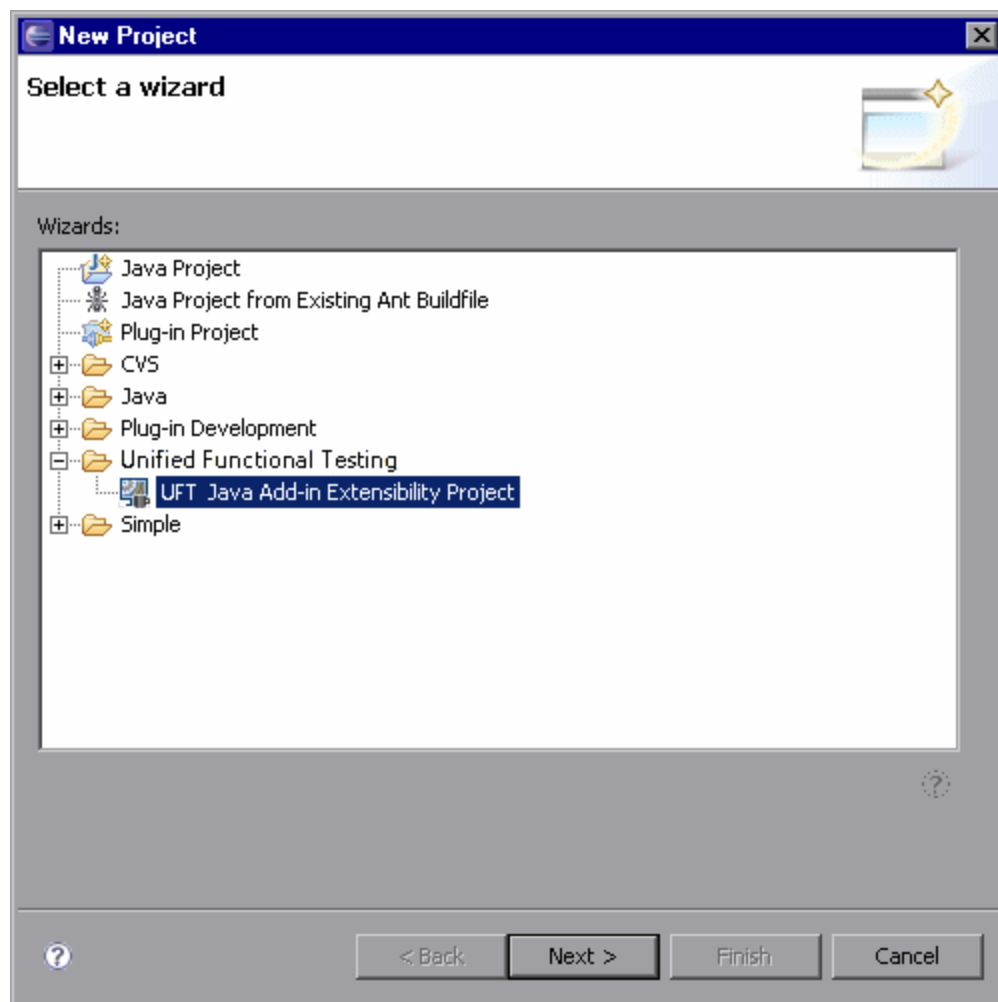 New Project
Select a wizard
Wizards:
Java Project
Java Project from Existing Ant Buildfile
Plug-in Project
CVS
Java
Plug-in Development
Unified Functional Testing
UFT Java Add-in Extensibility Project
Simple
< Back Next > Finish Cancel